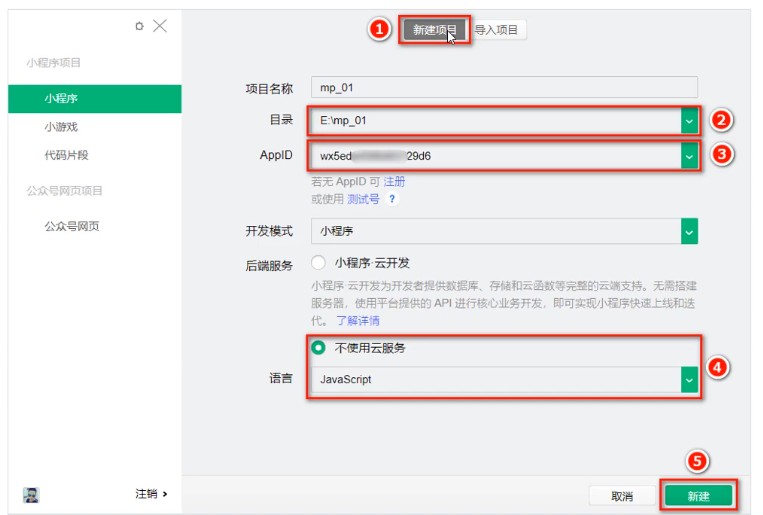 1
新建项目
导入项目
小程序项目
小程序
小游戏
代码片段
公众号网页项目
公众号网页
注销
项目名称
mp_01
目录
E:\mp_01
2
AppID
wx5ed
29d6
3
若无 AppID 可 注册
或使用 测试号 ?
开发模式
小程序
后端服务
小程序·云开发
小程序·云开发为开发者提供数据库、存储和云函数等完整的云端支持。无需搭建
服务器，使用平台提供的 API 进行核心业务开发，即可实现小程序快速上线和迭
代。 了解详情
不使用云服务
4
语言
JavaScript
5
取消
新建